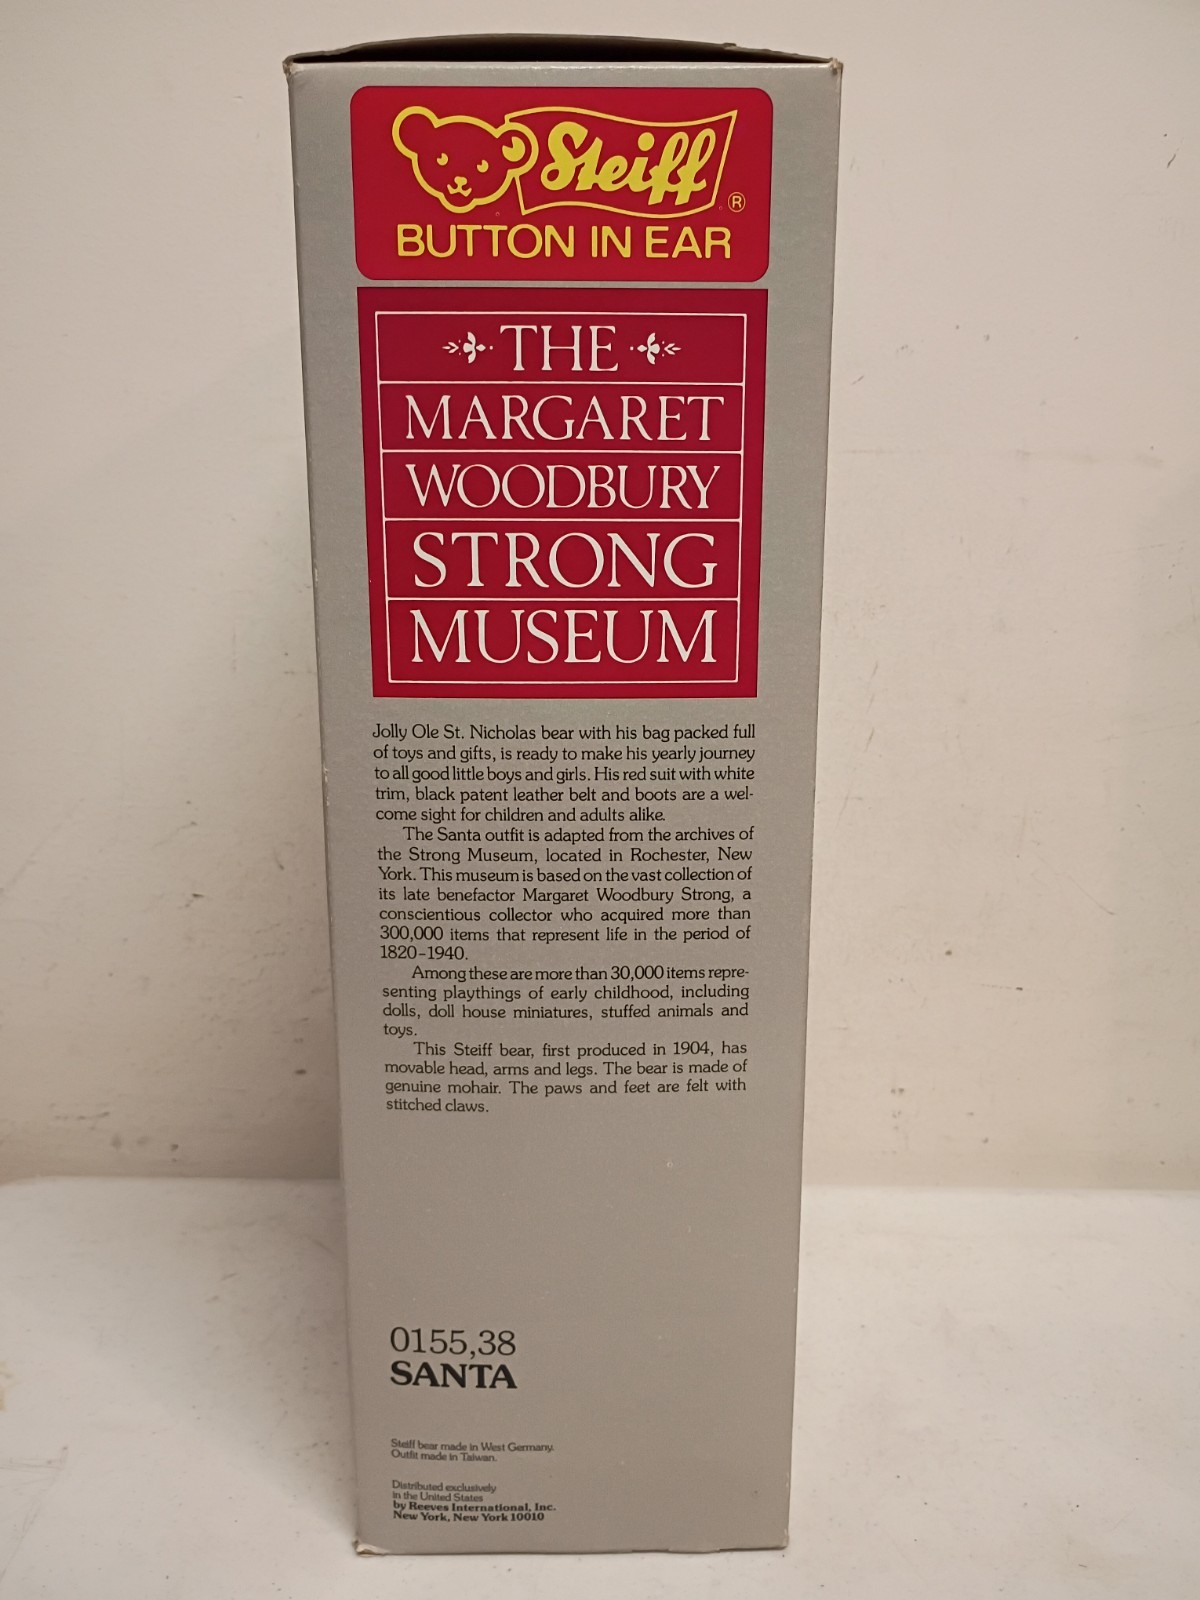 Steiff ®
BUTTON IN EAR
THE
MARGARET
WOODBURY
STRONG
MUSEUM
Jolly Ole St. Nicholas bear with his bag packed full
of toys and gifts, is ready to make his yearly journey
to all good little boys and girls. His red suit with white
trim, black patent leather belt and boots are a wel-
come sight for children and adults alike.
The Santa outfit is adapted from the archives of
the Strong Museum, located in Rochester, New
York. This museum is based on the vast collection of
its late benefactor Margaret Woodbury Strong, a
conscientious collector who acquired more than
300,000 items that represent life in the period of
1820-1940.
Among these are more than 30,000 items repre-
senting playthings of early childhood, including
dolls, doll house miniatures, stuffed animals and
toys.
This Steiff bear, first produced in 1904, has
movable head, arms and legs. The bear is made of
genuine mohair. The paws and feet are felt with
stitched claws.
0155,38
SANTA
Steiff bear made in West Germany.
Outfit made in Taiwan.
Distributed exclusively
in the United States
by Reeves International, Inc.
New York, New York 10010